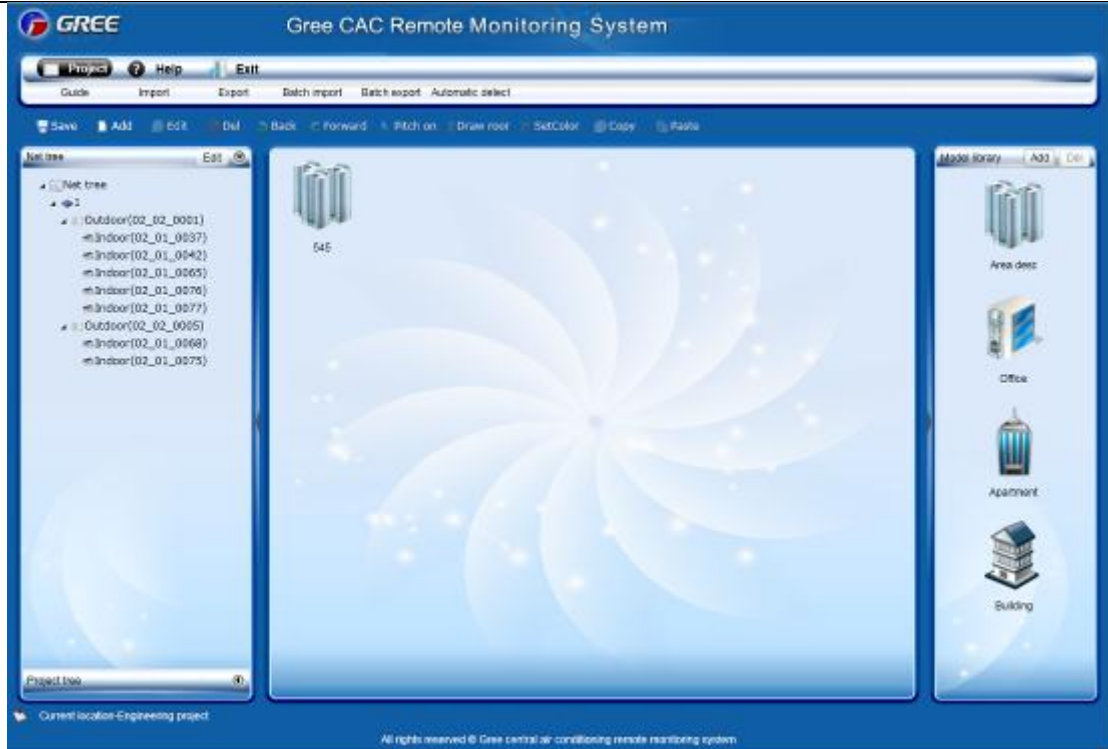 GREE
Gree CAC Remote Monitoring System
Project Help Exit
Guide Import Export Batch import Batch export Automatic detect
Save Add Edit Del Back Forward Pitch on Draw roor SetColor Copy Paste
Net tree Edit
Net tree
1
Outdoor(02_02_0001)
Indoor(02_01_0037)
Indoor(02_01_0042)
Indoor(02_01_0065)
Indoor(02_01_0076)
Indoor(02_01_0077)
Outdoor(02_02_0005)
Indoor(02_01_0068)
Indoor(02_01_0075)
Project tree
545
Model library Add Del
Area desc
Office
Apartment
Building
Current location-Engineering project
All rights reserved © Gree central air conditioning remote monitoring system